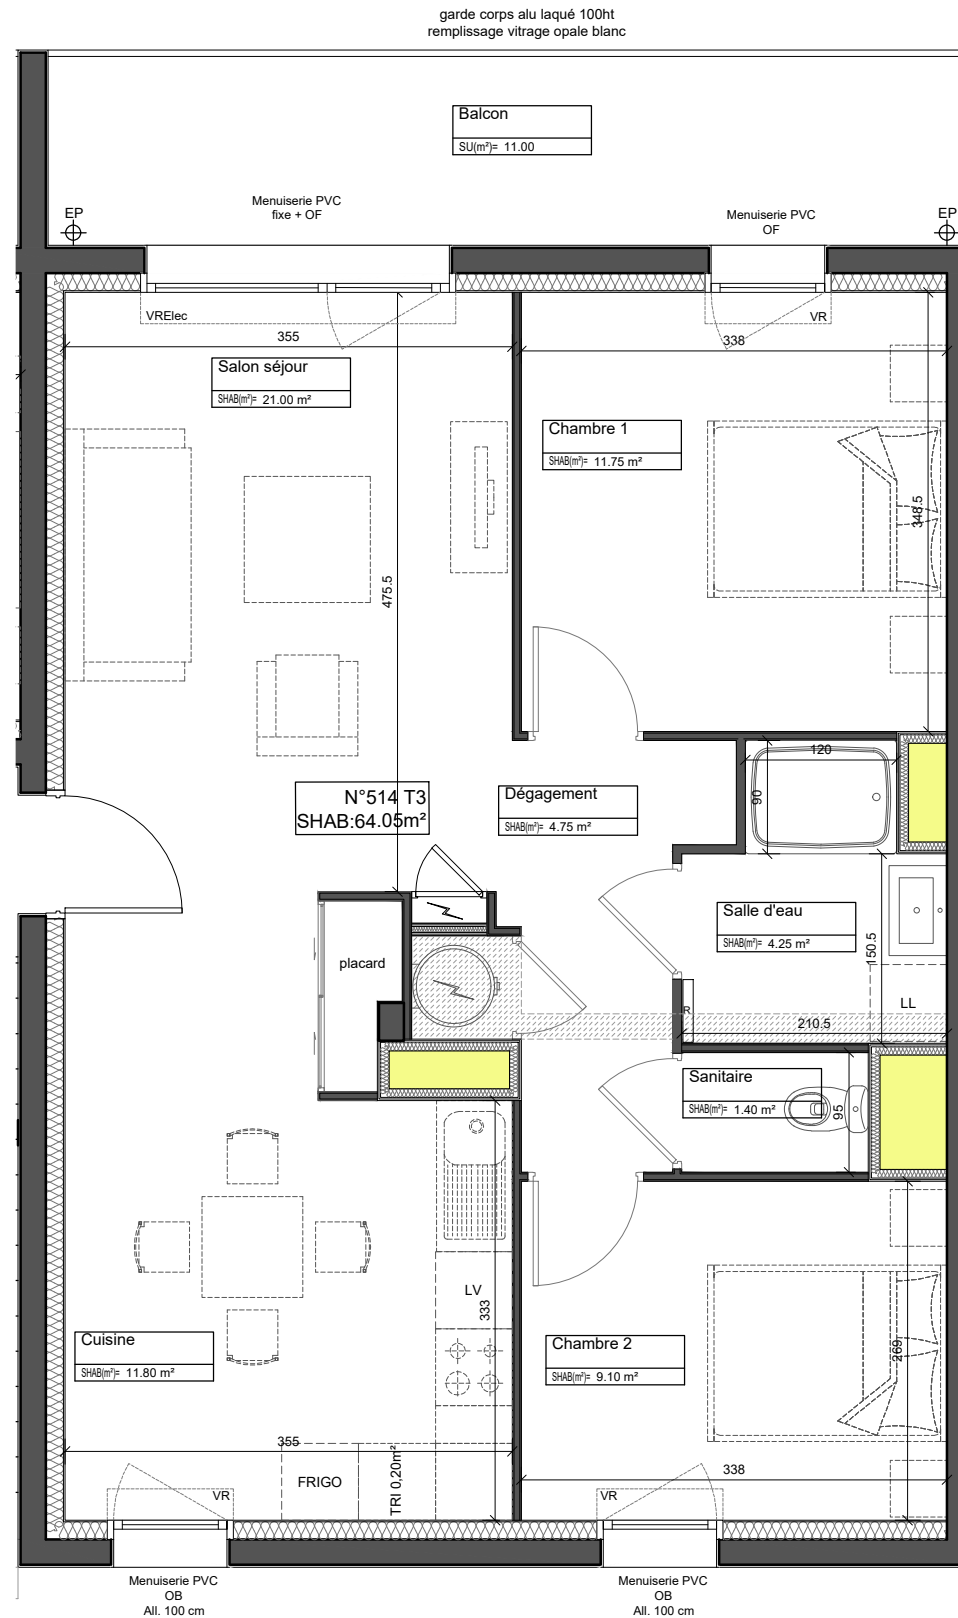 garde corps alu laqué 100ht
remplissage vitrage opale blanc
Balcon
SU(m²)= 11.00
EP
Menuiserie PVC
fixe + OF
Menuiserie PVC
OF
EP
VRElec
VR
355
338
Salon séjour
SHAB(m²)= 21.00 m²
Chambre 1
SHAB(m²)= 11.75 m²
348.5
475.5
120
90
N°514 T3
SHAB:64.05m²
Dégagement
SHAB(m²)= 4.75 m²
Salle d'eau
SHAB(m²)= 4.25 m²
150.5
placard
LL
R
210.5
Sanitaire
SHAB(m²)= 1.40 m²
95
LV
333
Cuisine
SHAB(m²)= 11.80 m²
Chambre 2
SHAB(m²)= 9.10 m²
269
355
338
FRIGO
TRI 0,20m²
VR
VR
Menuiserie PVC
OB
All. 100 cm
Menuiserie PVC
OB
All. 100 cm